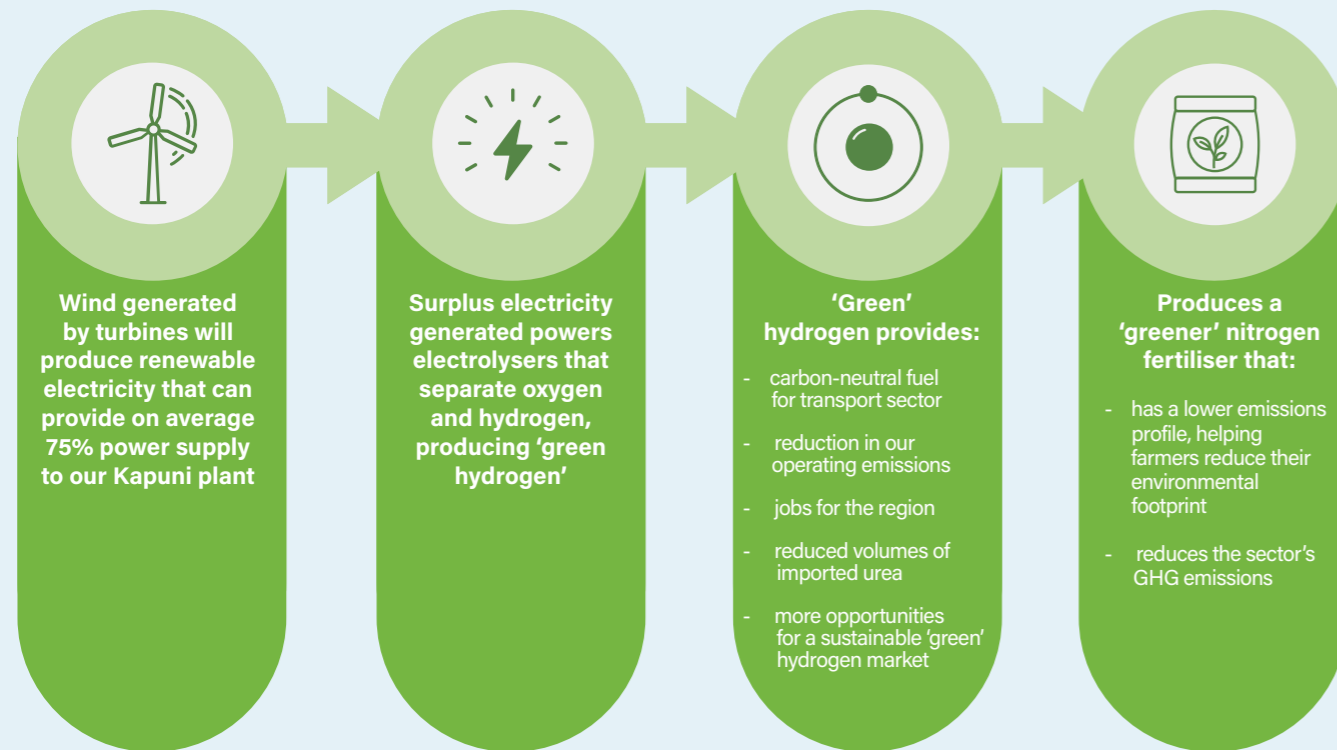 Wind generated
by turbines will
produce renewable
electricity that can
provide on average
75% power supply
to our Kapuni plant
Surplus electricity
generated powers
electrolysers that
separate oxygen
and hydrogen,
producing ‘green
hydrogen’
‘Green’
hydrogen provides:
- carbon-neutral fuel
for transport sector
- reduction in our
operating emissions
- jobs for the region
- reduced volumes of
imported urea
- more opportunities
for a sustainable ‘green’
hydrogen market
Produces a
‘greener’ nitrogen
fertiliser that:
- has a lower emissions
profile, helping
farmers reduce their
environmental
footprint
- reduces the sector’s
GHG emissions